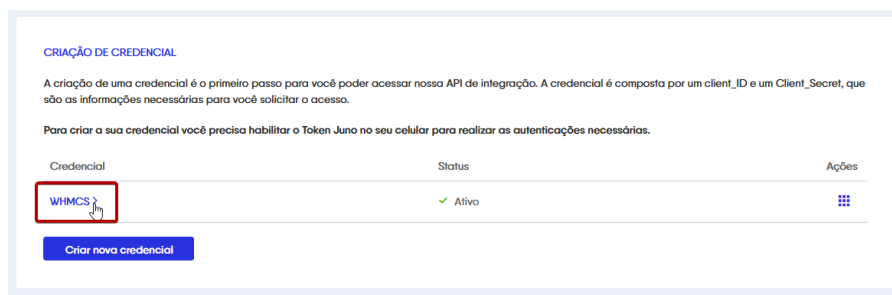 CRIAÇÃO DE CREDENCIAL
A criação de uma credencial é o primeiro passo para você poder acessar nossa API de integração. A credencial é composta por um client_ID e um Client_Secret, que
são as informações necessárias para você solicitar o acesso.
Para criar a sua credencial você precisa habilitar o Token Juno no seu celular para realizar as autenticações necessárias.
Credencial Status Ações
WHMCS > Ativo
Criar nova credencial